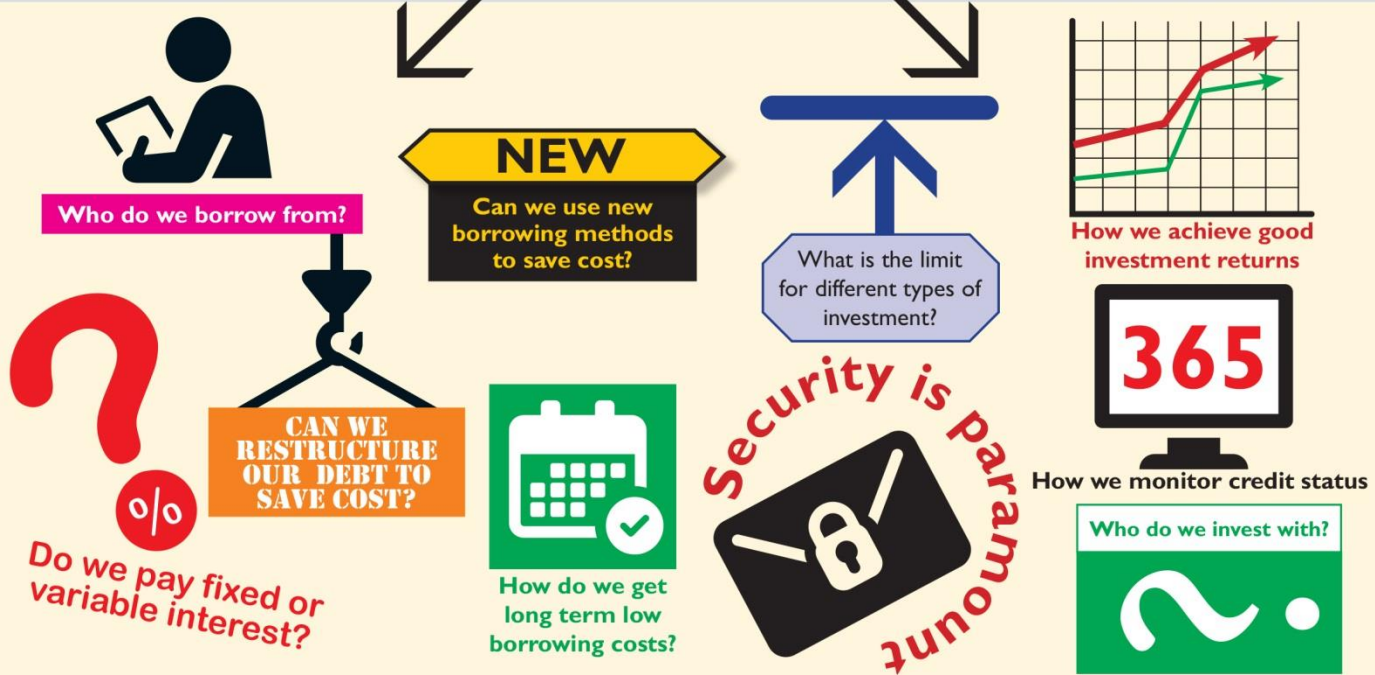 Who do we borrow from?
NEW
Can we use new
borrowing methods
to save cost?
What is the limit
for different types of
investment?
How we achieve good
investment returns
365
How we monitor credit status
CAN WE
RESTRUCTURE
OUR DEBT TO
SAVE COST?
%
Do we pay fixed or
variable interest?
How do we get
long term low
borrowing costs?
Security is paramount
Who do we invest with?
?